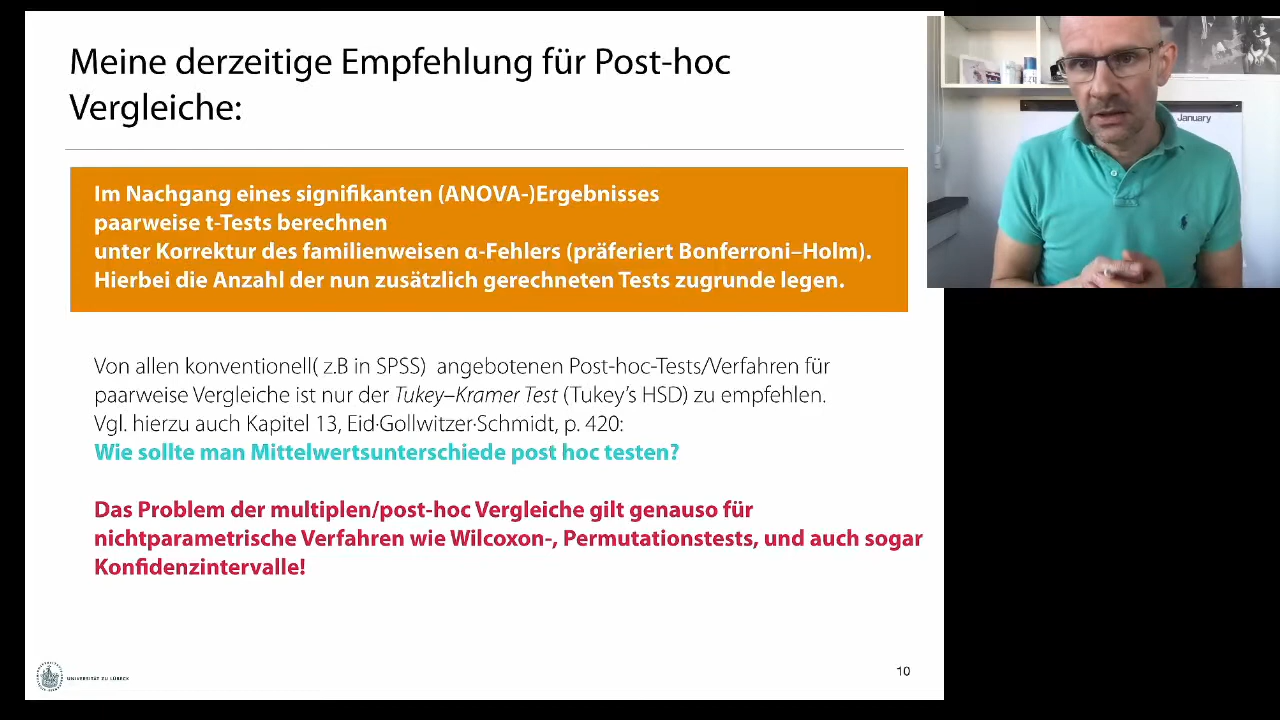 Meine derzeitige Empfehlung für Post-hoc
Vergleiche:
Im Nachgang eines signifikanten (ANOVA-)Ergebnisses
paarweise t-Tests berechnen
unter Korrektur des familienweisen α-Fehlers (präferiert Bonferroni–Holm).
Hierbei die Anzahl der nun zusätzlich gerechneten Tests zugrunde legen.
Von allen konventionell( z.B in SPSS) angebotenen Post-hoc-Tests/Verfahren für
paarweise Vergleiche ist nur der Tukey–Kramer Test (Tukey's HSD) zu empfehlen.
Vgl. hierzu auch Kapitel 13, Eid·Gollwitzer·Schmidt, p. 420:
Wie sollte man Mittelwertsunterschiede post hoc testen?
Das Problem der multiplen/post-hoc Vergleiche gilt genauso für
nichtparametrische Verfahren wie Wilcoxon-, Permutationstests, und auch sogar
Konfidenzintervalle!
UNIVERSITÄT ZU LÜBECK
10
January